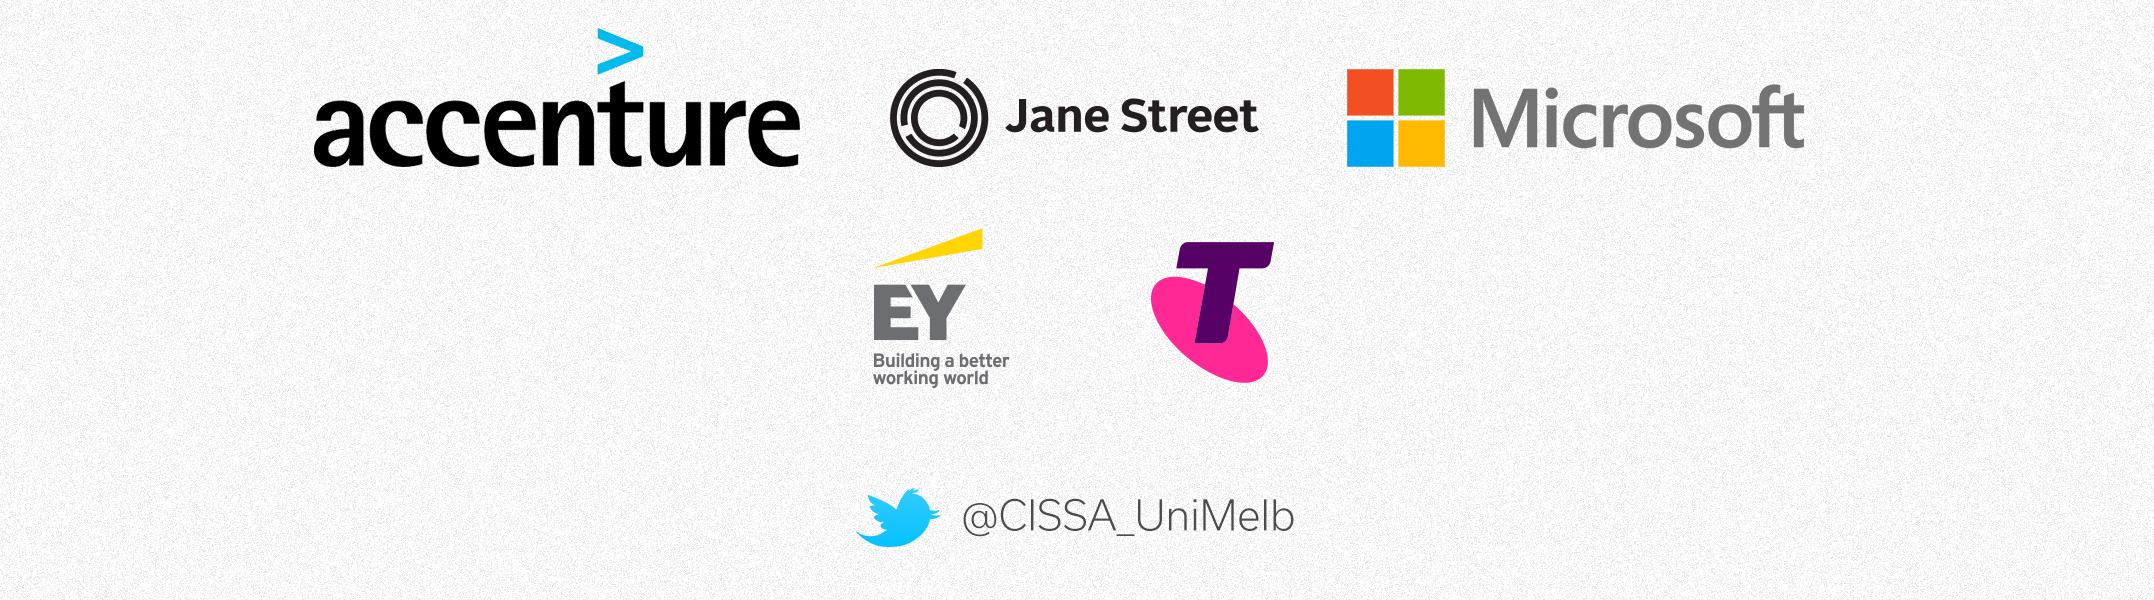 >
accenture
Jane Street
Microsoft
EY
Building a better
working world
T
@CISSA_UniMelb